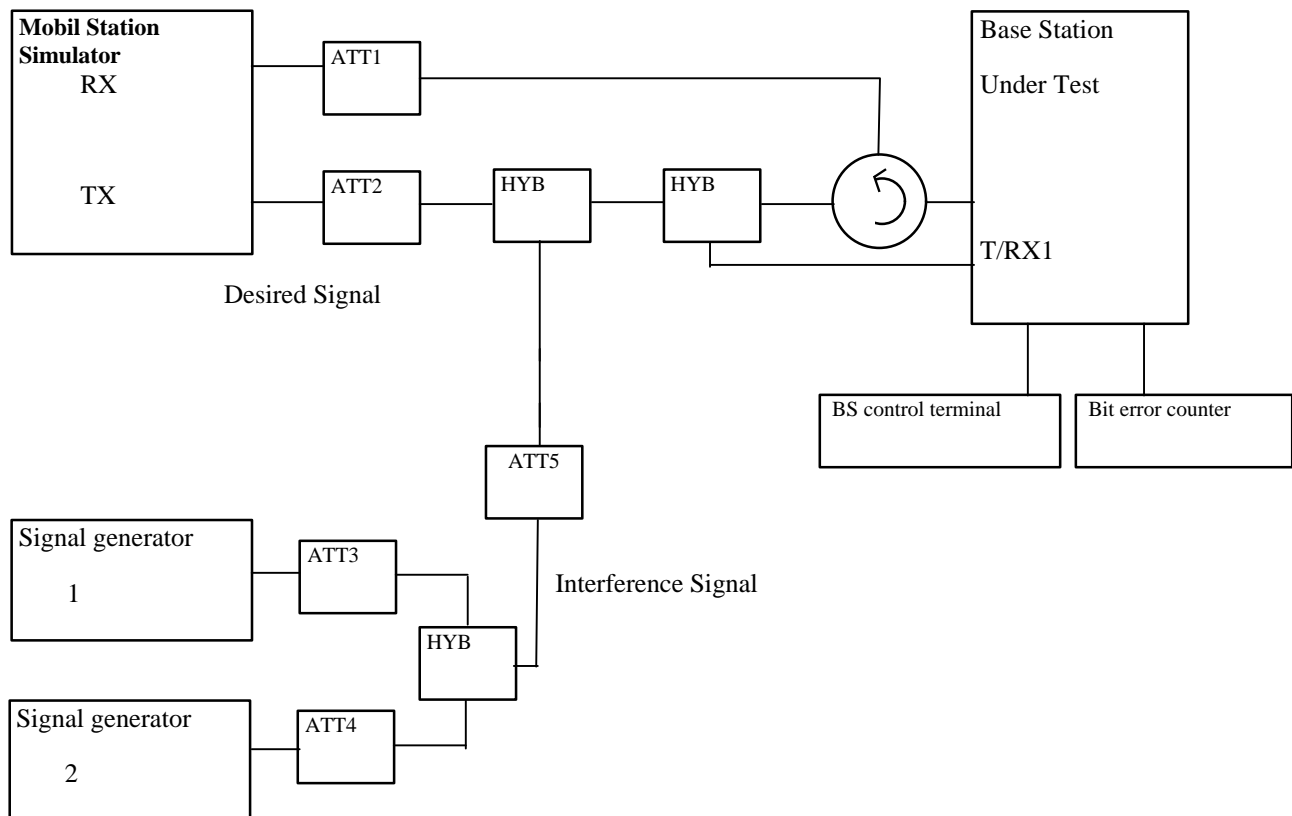 Mobil Station
Simulator
RX
TX
ATT1
ATT2
HYB
HYB
Base Station
Under Test
T/RX1
Desired Signal
BS control terminal
Bit error counter
ATT5
Signal generator
1
ATT3
Interference Signal
HYB
Signal generator
2
ATT4